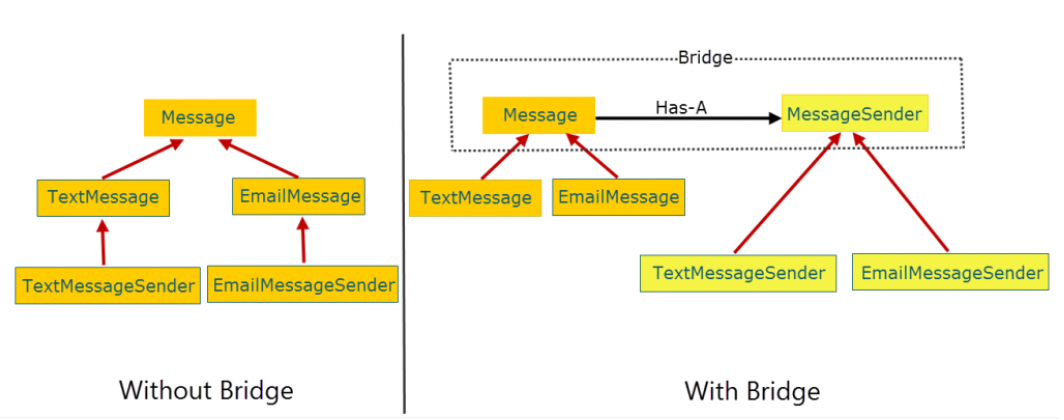 Message
TextMessage
EmailMessage
TextMessageSender
EmailMessageSender
Without Bridge
Bridge
Message
Has-A
MessageSender
TextMessage
EmailMessage
TextMessageSender
EmailMessageSender
With Bridge